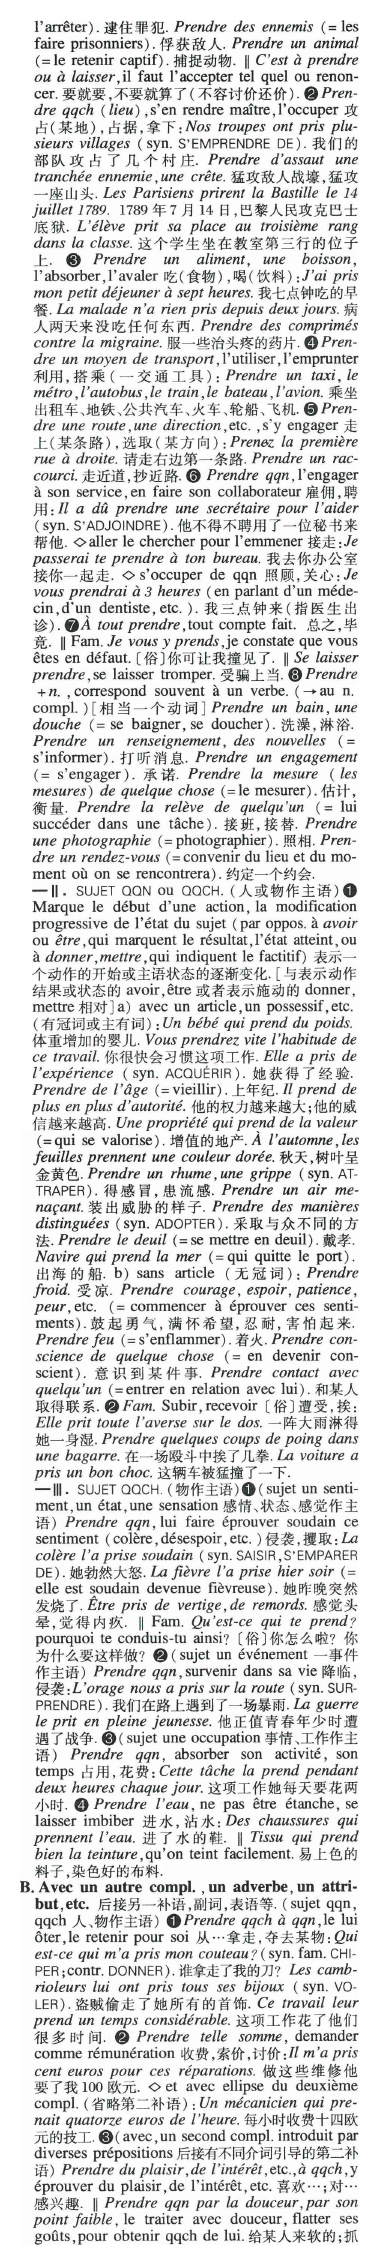 l'arrêter). 逮住罪犯. Prendre des ennemis (= les
faire prisonniers). 俘获敌人. Prendre un animal
(= le retenir captif). 捕捉动物. ‖ C'est à prendre
ou à laisser, il faut l'accepter tel quel ou renon-
cer. 要就要,不要就算了(不容讨价还价). ❷ Pren-
dre qqch (lieu), s'en rendre maître, l'occuper 攻
占(某地),占据,拿下: Nos troupes ont pris plu-
sieurs villages (syn. S'EMPRENDRE DE). 我们的
部队攻占了几个村庄. Prendre d'assaut une
tranchée ennemie, une crête. 猛攻敌人战壕,猛攻
一座山头. Les Parisiens prirent la Bastille le 14
juillet 1789. 1789 年 7 月 14 日,巴黎人民攻克巴士
底狱. L'élève prit sa place au troisième rang
dans la classe. 这个学生坐在教室第三行的位子
上. ❸ Prendre un aliment, une boisson,
l'absorber, l'avaler 吃(食物),喝(饮料): J'ai pris
mon petit déjeuner à sept heures. 我七点钟吃的早
餐. La malade n'a rien pris depuis deux jours. 病
人两天来没吃任何东西. Prendre des comprimés
contre la migraine. 服一些治头疼的药片. ❹ Pren-
dre un moyen de transport, l'utiliser, l'emprunter
利用,搭乘(一交通工具): Prendre un taxi, le
métro, l'autobus, le train, le bateau, l'avion. 乘坐
出租车、地铁、公共汽车、火车、轮船、飞机. ❺ Pren-
dre une route, une direction, etc., s'y engager 走
上(某条路),选取(某方向): Prenez la première
rue à droite. 请走右边第一条路. Prendre un rac-
courci. 走近道,抄近路. ❻ Prendre qqn, l'engager
à son service, en faire son collaborateur 雇佣,聘
用: Il a dû prendre une secrétaire pour l'aider
(syn. S'ADJOINDRE). 他不得不聘用了一位秘书来
帮他. ◇ aller le chercher pour l'emmener 接走: Je
passerai te prendre à ton bureau. 我去你办公室
接你一起走. ◇ s'occuper de qqn 照顾,关心: Je
vous prendrai à 3 heures (en parlant d'un méde-
cin, d'un dentiste, etc.). 我三点钟来(指医生出
诊). ❼ À tout prendre, tout compte fait. 总之,毕
竟. ‖ Fam. Je vous y prends, je constate que vous
êtes en défaut. [俗]你可让我撞见了. ‖ Se laisser
prendre, se laisser tromper. 受骗上当. ❽ Prendre
+ n., correspond souvent à un verbe. (→ au n.
compl.) [相当一个动词] Prendre un bain, une
douche (= se baigner, se doucher). 洗澡,淋浴.
Prendre un renseignement, des nouvelles (=
s'informer). 打听消息. Prendre un engagement
(= s'engager). 承诺. Prendre la mesure (les
mesures) de quelque chose (= le mesurer). 估计,
衡量. Prendre la relève de quelqu'un (= lui
succéder dans une tâche). 接班,接替. Prendre
une photographie (= photographier). 照相. Pren-
dre un rendez-vous (= convenir du lieu et du mo-
ment où on se rencontrera). 约定一个约会.
—Ⅱ. SUJET QQN ou QQCH. (人或物作主语) ❶
Marque le début d'une action, la modification
progressive de l'état du sujet (par oppos. à avoir
ou être, qui marquent le résultat, l'état atteint, ou
à donner, mettre, qui indiquent le factitif) 表示一
个动作的开始或主语状态的逐渐变化. [与表示动作
结果或状态的 avoir, être 或者表示施动的 donner,
mettre 相对] a) avec un article, un possessif, etc.
(有冠词或主有词): Un bébé qui prend du poids.
体重增加的婴儿. Vous prendrez vite l'habitude de
ce travail. 你很快会习惯这项工作. Elle a pris de
l'expérience (syn. ACQUÉRIR). 她获得了经验.
Prendre de l'âge (= vieillir). 上年纪. Il prend de
plus en plus d'autorité. 他的权力越来越大;他的威
信越来越高. Une propriété qui prend de la valeur
(= qui se valorise). 增值的地产. À l'automne, les
feuilles prennent une couleur dorée. 秋天,树叶呈
金黄色. Prendre un rhume, une grippe (syn. AT-
TRAPER). 得感冒,患流感. Prendre un air me-
naçant. 装出威胁的样子. Prendre des manières
distinguées (syn. ADOPTER). 采取与众不同的方
法. Prendre le deuil (= se mettre en deuil). 戴孝.
Navire qui prend la mer (= qui quitte le port).
出海的船. b) sans article (无冠词): Prendre
froid. 受凉. Prendre courage, espoir, patience,
peur, etc. (= commencer à éprouver ces senti-
ments). 鼓起勇气,满怀希望,忍耐,害怕起来.
Prendre feu (= s'enflammer). 着火. Prendre con-
science de quelque chose (= en devenir con-
scient). 意识到某件事. Prendre contact avec
quelqu'un (= entrer en relation avec lui). 和某人
取得联系. ❷ Fam. Subir, recevoir [俗]遭受,挨:
Elle prit toute l'averse sur le dos. 一阵大雨淋得
她一身湿. Prendre quelques coups de poing dans
une bagarre. 在一场殴斗中挨了几拳. La voiture a
pris un bon choc. 这辆车被猛撞了一下.
—Ⅲ. SUJET QQCH. (物作主语) ❶ (sujet un senti-
ment, un état, une sensation 感情、状态、感觉作主
语) Prendre qqn, lui faire éprouver soudain ce
sentiment (colère, désespoir, etc.) 侵袭,攫取: La
colère l'a prise soudain (syn. SAISIR, S'EMPARER
DE). 她勃然大怒. La fièvre l'a prise hier soir (=
elle est soudain devenue fièvreuse). 她昨晚突然
发烧了. Être pris de vertige, de remords. 感觉头
晕,觉得内疚. ‖ Fam. Qu'est-ce qui te prend?
pourquoi te conduis-tu ainsi? [俗]你怎么啦? 你
为什么要这样做? ❷ (sujet un événement 一事件
作主语) Prendre qqn, survenir dans sa vie 降临,
侵袭: L'orage nous a pris sur la route (syn. SUR-
PRENDRE). 我们在路上遇到了一场暴雨. La guerre
le prit en pleine jeunesse. 他正值青春年少时遭
遇了战争. ❸ (sujet une occupation 事情、工作作主
语) Prendre qqn, absorber son activité, son
temps 占用,花费: Cette tâche la prend pendant
deux heures chaque jour. 这项工作她每天要花两
小时. ❹ Prendre l'eau, ne pas être étanche, se
laisser imbiber 进水,沾水: Des chaussures qui
prennent l'eau. 进了水的鞋. ‖ Tissu qui prend
bien la teinture, qu'on teint facilement. 易上色的
料子,染色好的布料.
B. Avec un autre compl., un adverbe, un attri-
but, etc. 后接另一补语,副词,表语等. (sujet qqn,
qqch 人、物作主语) ❶ Prendre qqch à qqn, le lui
ôter, le retenir pour soi 从…拿走,夺去某物: Qui
est-ce qui m'a pris mon couteau? (syn. fam. CHI-
PER; contr. DONNER). 谁拿走了我的刀? Les camb-
rioleurs lui ont pris tous ses bijoux (syn. VO-
LER). 盗贼偷走了她所有的首饰. Ce travail leur
prend un temps considérable. 这项工作花了他们
很多时间. ❷ Prendre telle somme, demander
comme rémunération 收费,索价,讨价: Il m'a pris
cent euros pour ces réparations. 做这些维修他
要了我 100 欧元. ◇ et avec ellipse du deuxième
compl. (省略第二补语): Un mécanicien qui pre-
nait quatorze euros de l'heure. 每小时收费十四欧
元的技工. ❸ (avec, un second compl. introduit par
diverses prépositions 后接有不同介词引导的第二补
语) Prendre du plaisir, de l'intérêt, etc., à qqch, y
éprouver du plaisir, de l'intérêt, etc. 喜欢…;对…
感兴趣. ‖ Prendre qqn par la douceur, par son
point faible, le traiter avec douceur, flatter ses
goûts, pour obtenir qqch de lui. 给某人来软的;抓